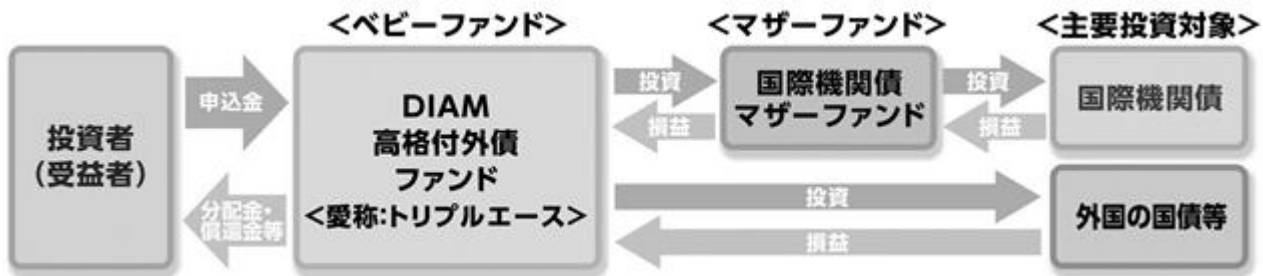 <ベビーファンド>
<マザーファンド>
<主要投資対象>
投資者
(受益者)
申込金
分配金・
償還金等
DIAM
高格付外債
ファンド
<愛称:トリプルエース>
投資
損益
国際機関債
マザーファンド
投資
損益
国際機関債
投資
損益
外国の国債等